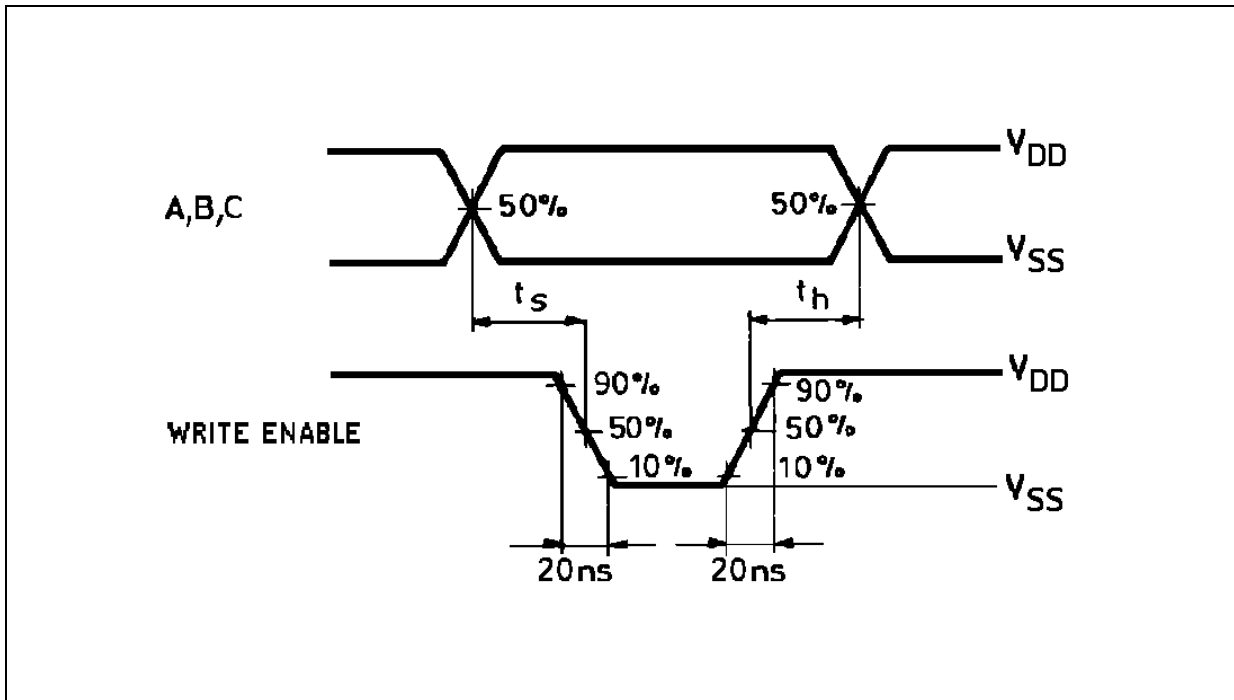 V_DD
A,B,C 50% 50%
V_SS
t_s t_h
V_DD
90% 90%
WRITE ENABLE 50% 50%
10% 10%
V_SS
20ns 20ns